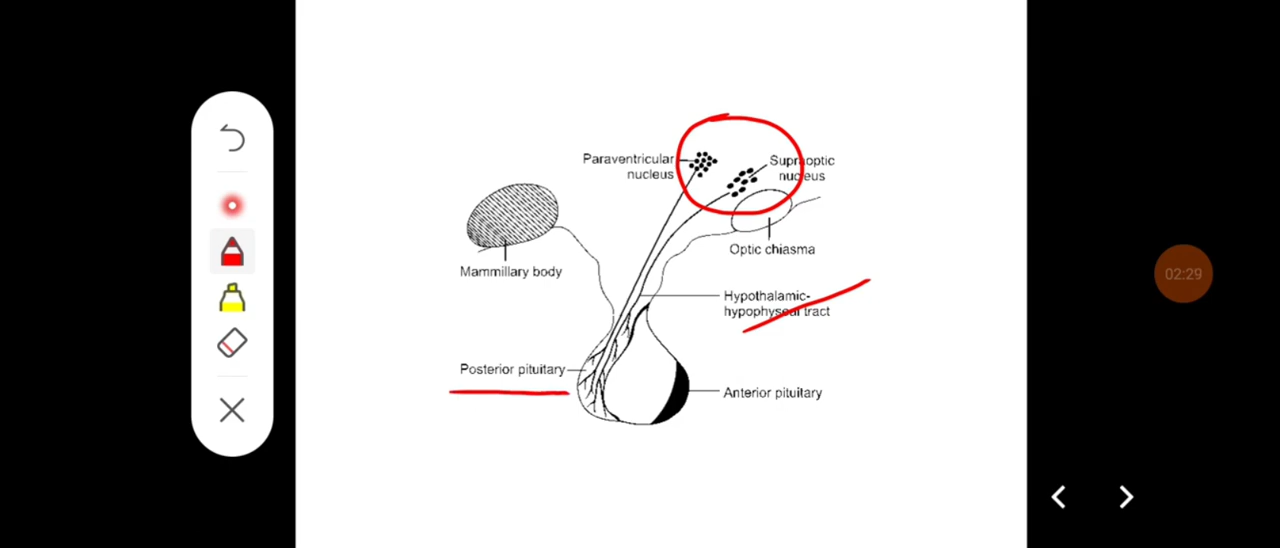 Paraventricular
nucleus
Supraoptic
nucleus
Optic chiasma
Mammillary body
Hypothalamic-
hypophyseal tract
Posterior pituitary
Anterior pituitary
02:29